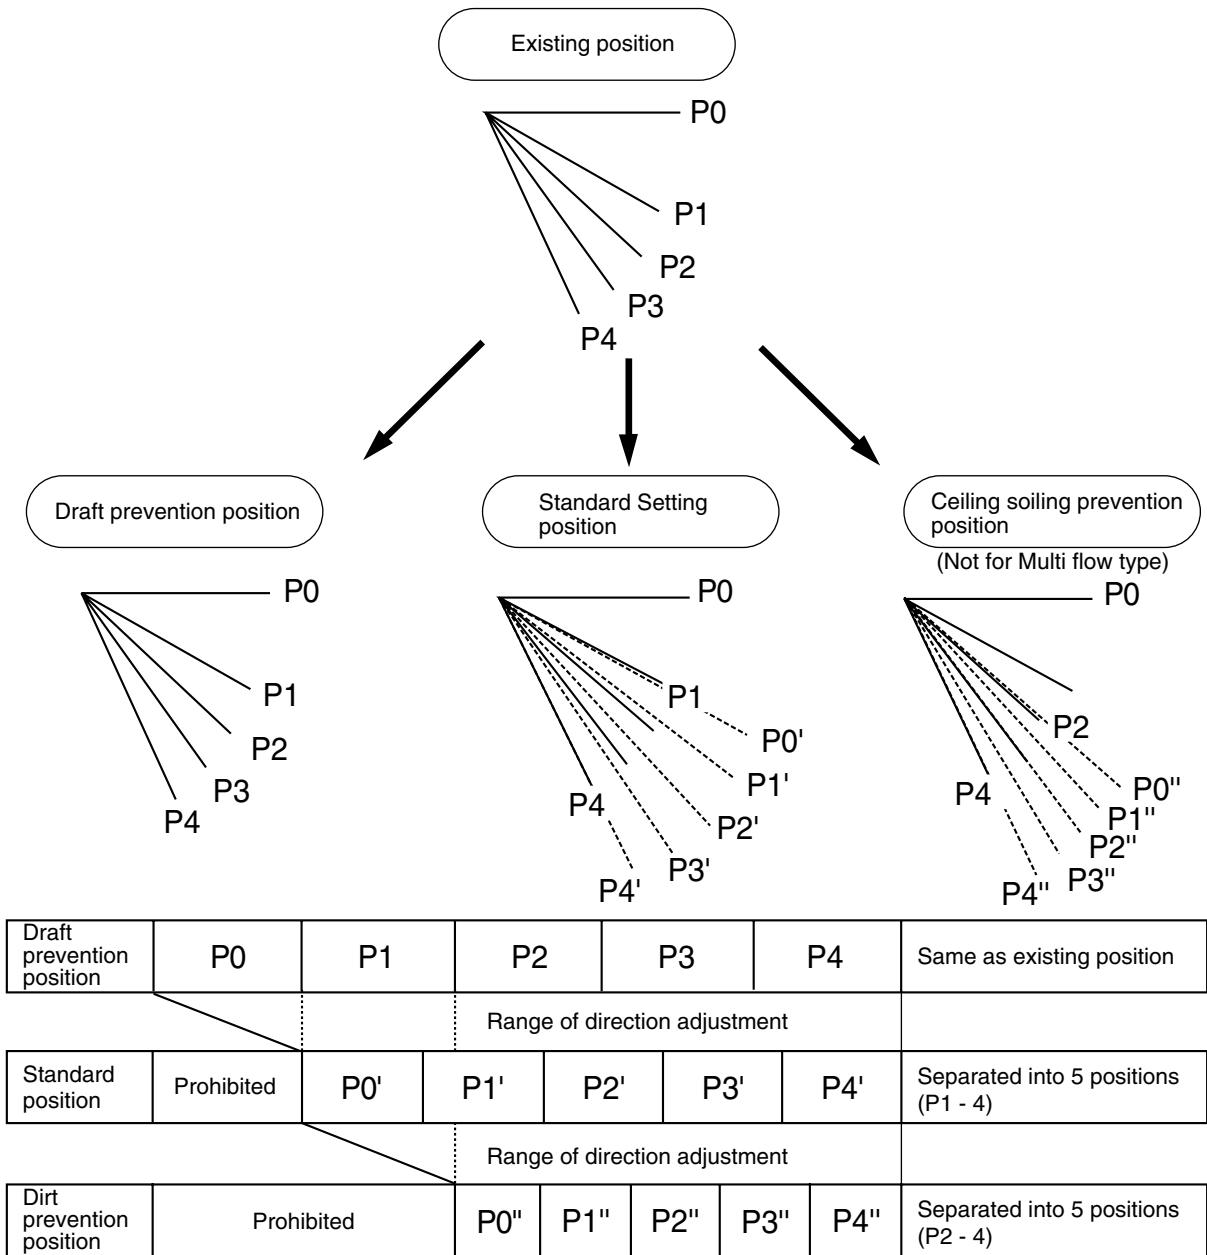 Existing position
P0
P1
P2
P3
P4
Draft prevention position
P0
P1
P2
P3
P4
Standard Setting
position
P0
P1
P0'
P1'
P4
P2'
P3'
P4'
Ceiling soiling prevention
position
(Not for Multi flow type)
P0
P2
P4
P0"
P1"
P2"
P3"
P4"
Draft
prevention
position
P0
P1
P2
P3
P4
Same as existing position
Range of direction adjustment
Standard
position
Prohibited
P0'
P1'
P2'
P3'
P4'
Separated into 5 positions
(P1 - 4)
Range of direction adjustment
Dirt
prevention
position
Prohibited
P0"
P1"
P2"
P3"
P4"
Separated into 5 positions
(P2 - 4)